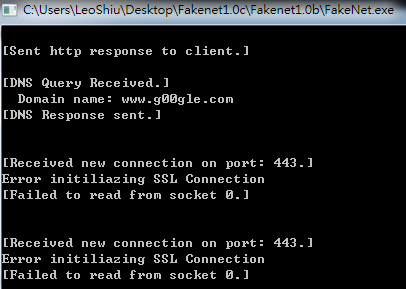 C:\Users\LeoShiu\Desktop\Fakenet1.0c\Fakenet1.0b\FakeNet.exe
[Sent http response to client.]
[DNS Query Received.]
Domain name: www.g00gle.com
[DNS Response sent.]
[Received new connection on port: 443.]
Error initiliazing SSL Connection
[Failed to read from socket 0.]
[Received new connection on port: 443.]
Error initiliazing SSL Connection
[Failed to read from socket 0.]